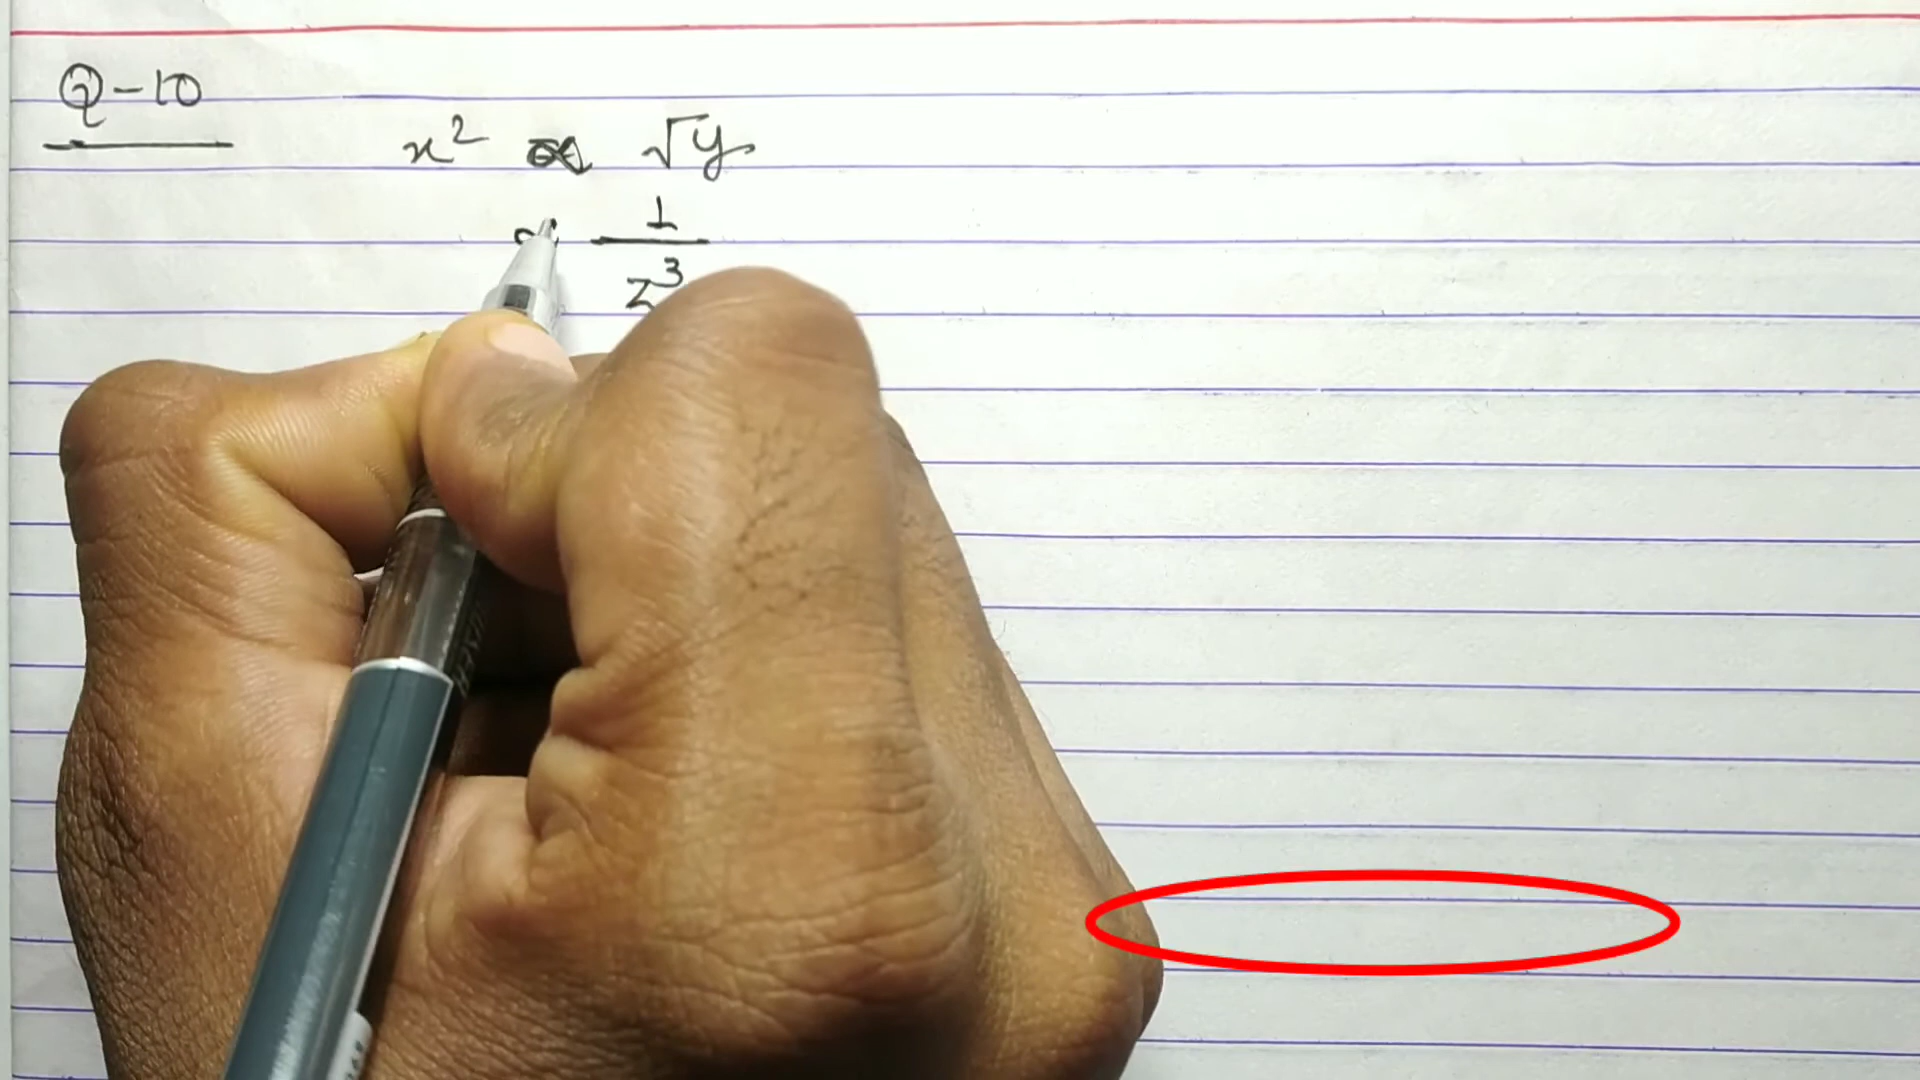 Q-10
x² ∝ √y
∝ 1/z³